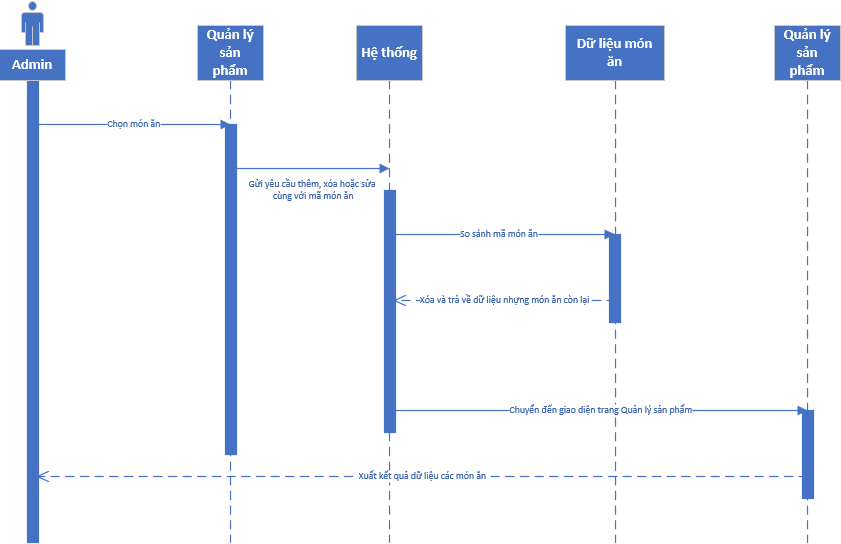 Admin
Quản lý
sản
phẩm
Hệ thống
Dữ liệu món
ăn
Quản lý
sản
phẩm
Chọn món ăn
Gửi yêu cầu thêm, xóa hoặc sửa
cùng với mã món ăn
So sánh mã món ăn
Xóa và trả về dữ liệu nhựng món ăn còn lại
Chuyển đến giao diện trang Quản lý sản phẩm
Xuất kết quả dữ liệu các món ăn